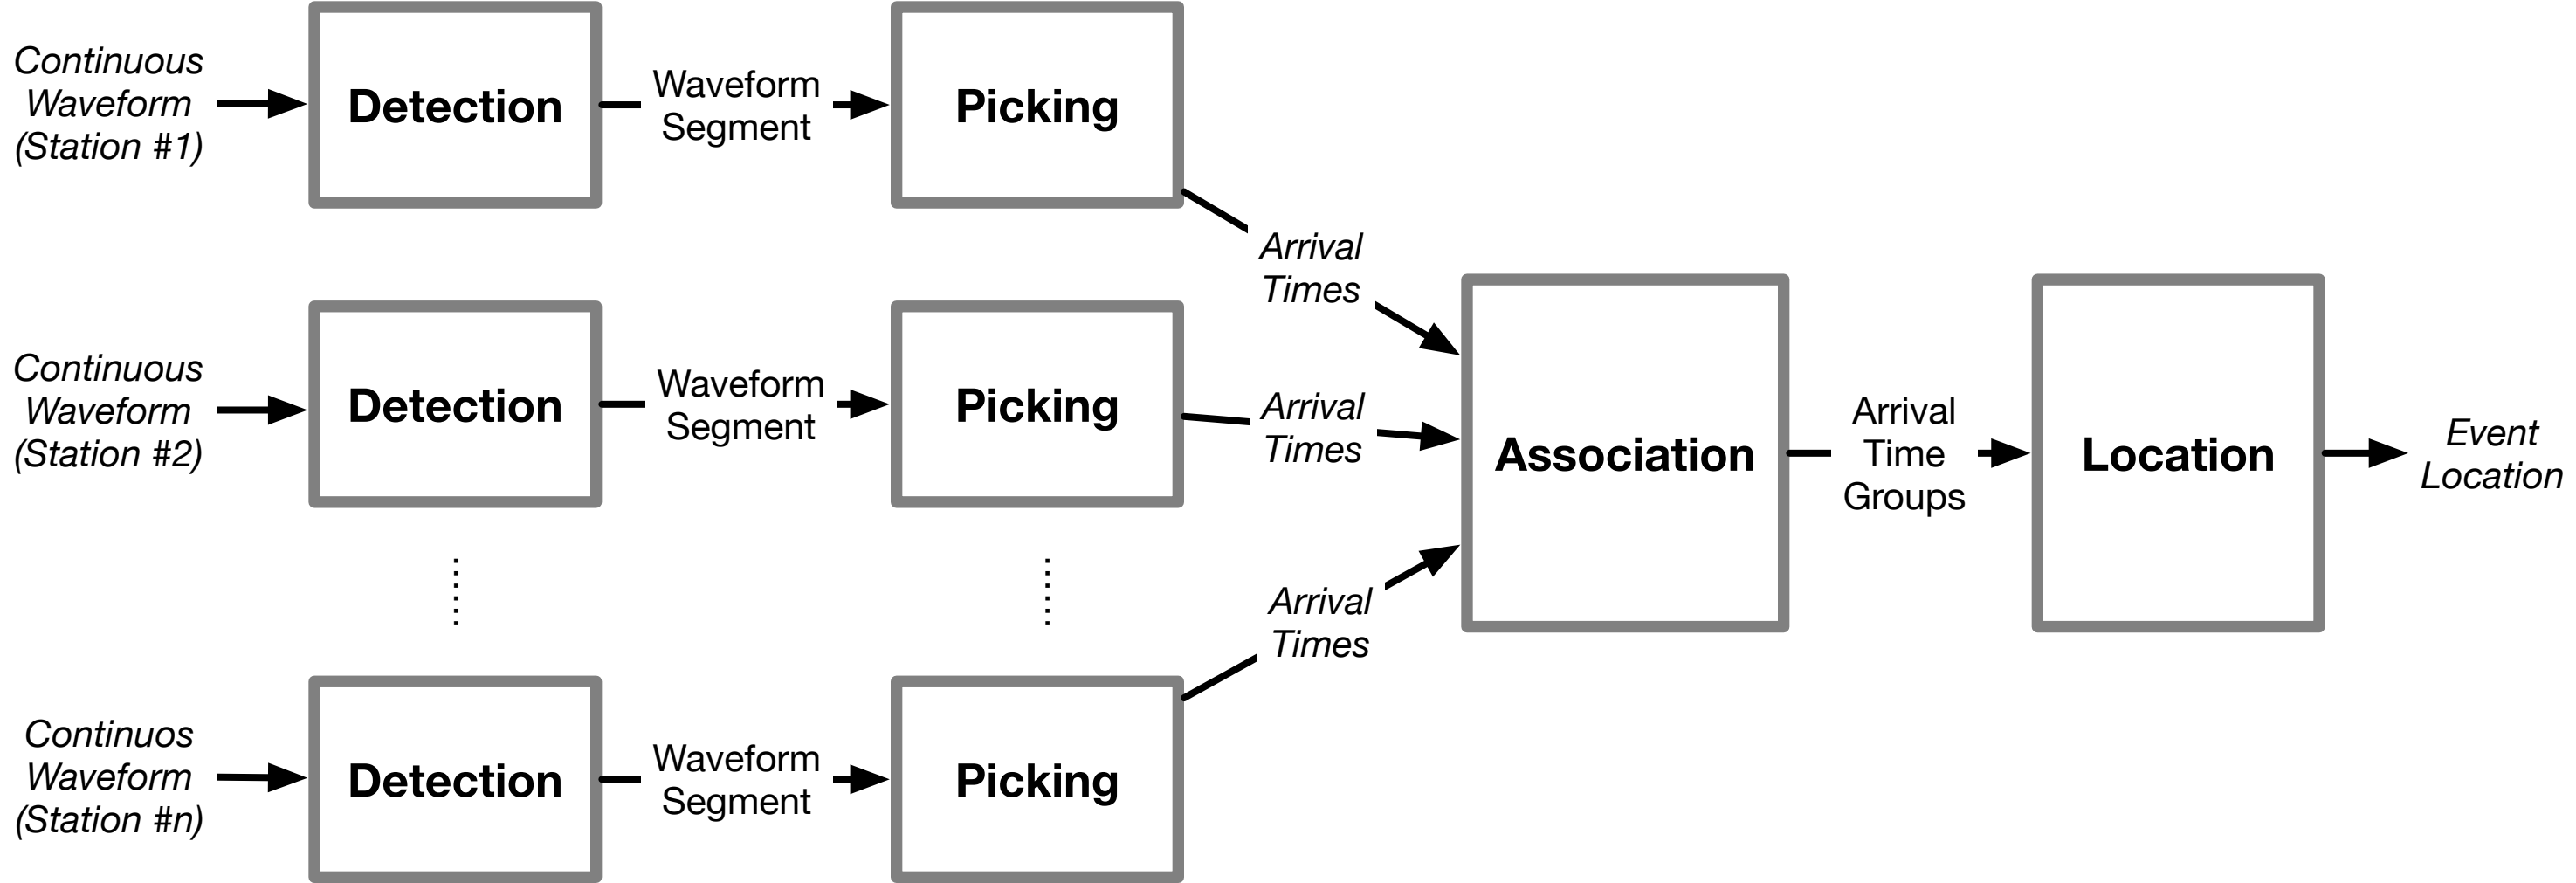 Continuous
Waveform
(Station #1)
Detection
Waveform
Segment
Picking
Arrival
Times
Continuous
Waveform
(Station #2)
Detection
Waveform
Segment
Picking
Arrival
Times
Continuos
Waveform
(Station #n)
Detection
Waveform
Segment
Picking
Arrival
Times
Association
Arrival
Time
Groups
Location
Event
Location